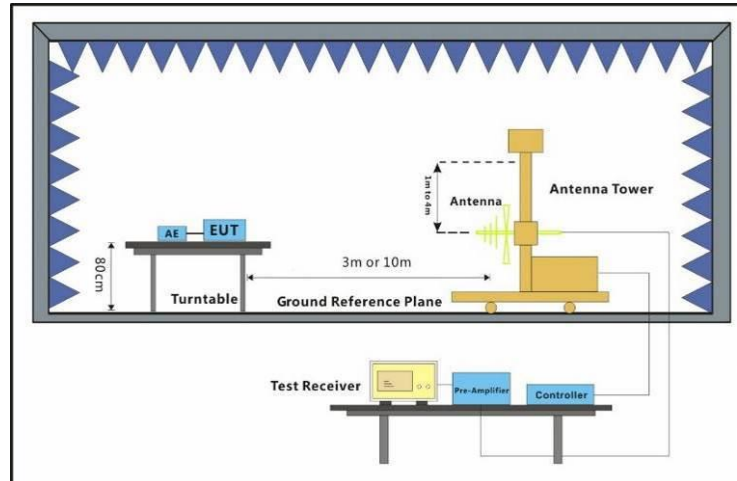 1m to 4m
Antenna
Antenna Tower
AE
EUT
80cm
3m or 10m
Turntable
Ground Reference Plane
Test Receiver
Pre-Amplifier
Controller